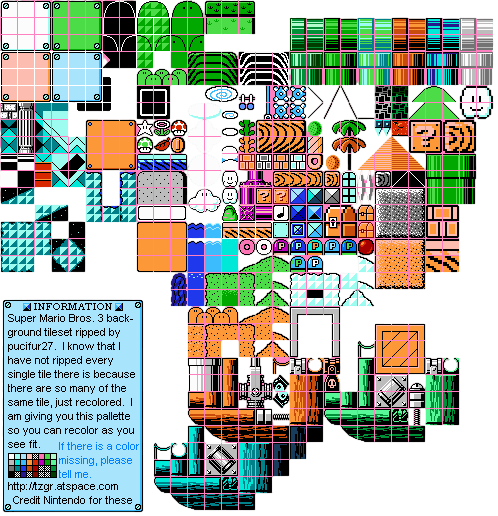 INFORMATION
Super Mario Bros. 3 back-
ground tileset ripped by
pucifur27. I know that I
have not ripped every
single tile there is because
there are so many of the
same tile, just recolored. I
am giving you this pallette
so you can recolor as you
see fit. If there is a color
missing, please
tell me.
http://tzgr.atspace.com
Credit Nintendo for these
P P P P